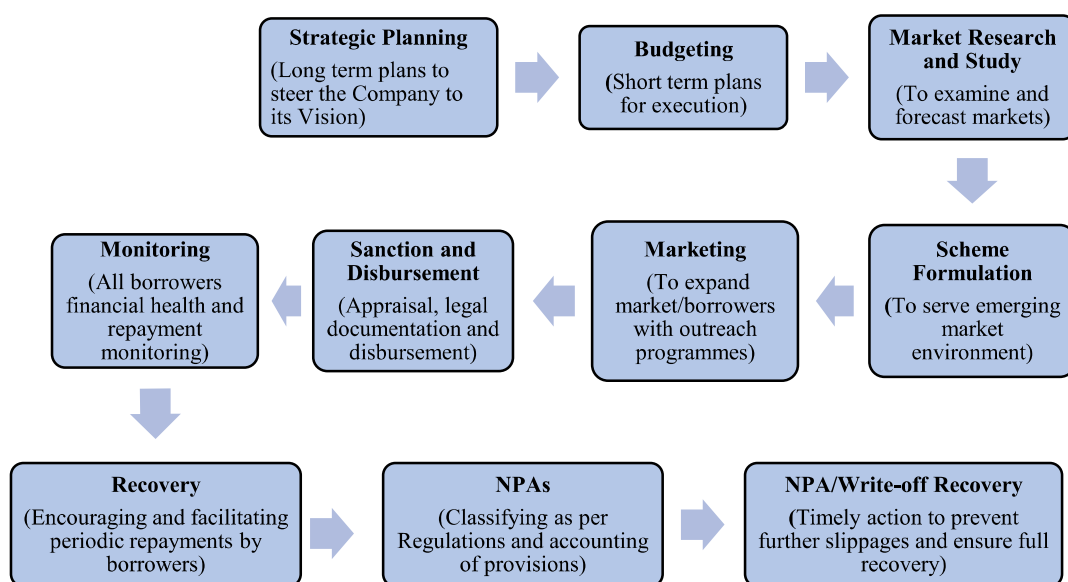 Strategic Planning
(Long term plans to
steer the Company to
its Vision)
Budgeting
(Short term plans
for execution)
Market Research
and Study
(To examine and
forecast markets)
Scheme
Formulation
(To serve emerging
market
environment)
Marketing
(To expand
market/borrowers
with outreach
programmes)
Sanction and
Disbursement
(Appraisal, legal
documentation and
disbursement)
Monitoring
(All borrowers
financial health and
repayment
monitoring)
Recovery
(Encouraging and facilitating
periodic repayments by
borrowers)
NPAs
(Classifying as per
Regulations and accounting
of provisions)
NPA/Write-off Recovery
(Timely action to prevent
further slippages and ensure full
recovery)